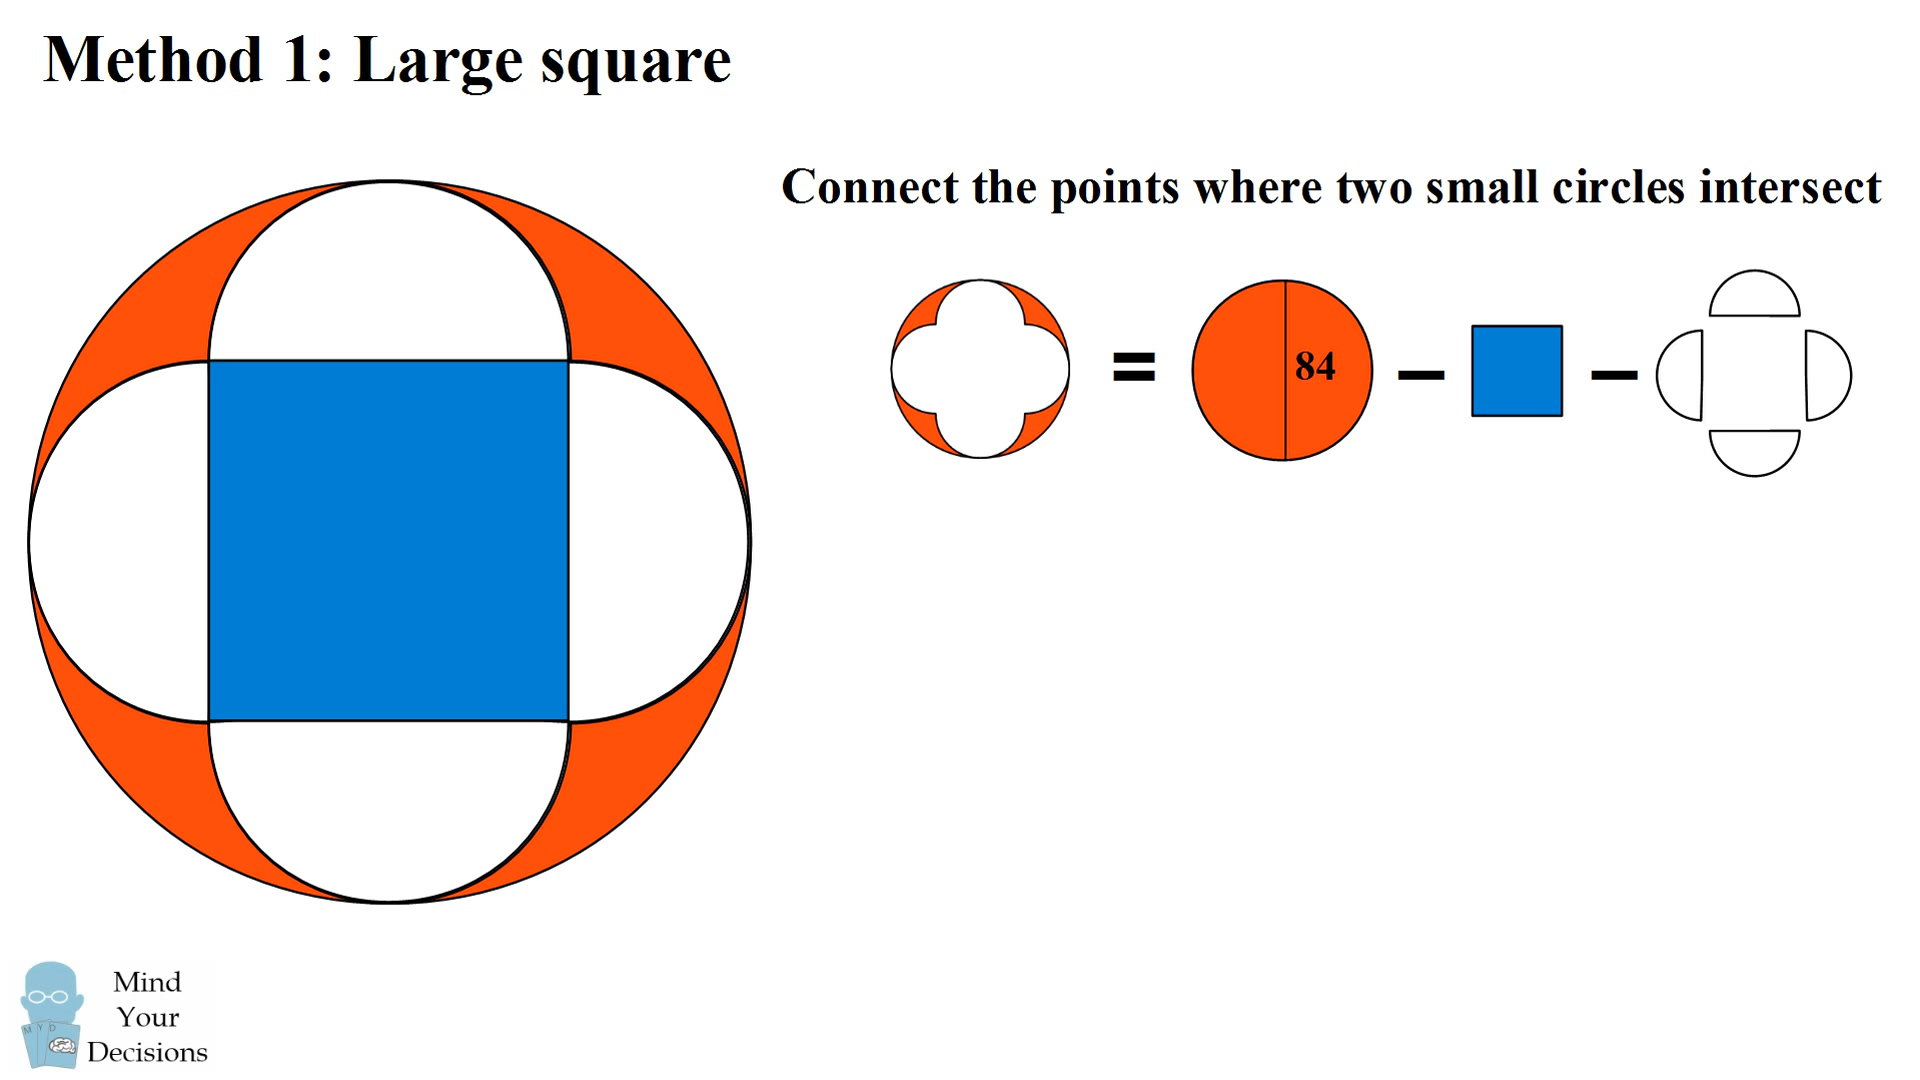 Method 1: Large square
Connect the points where two small circles intersect
= 84 – –
Mind
Your
Decisions
M Y D